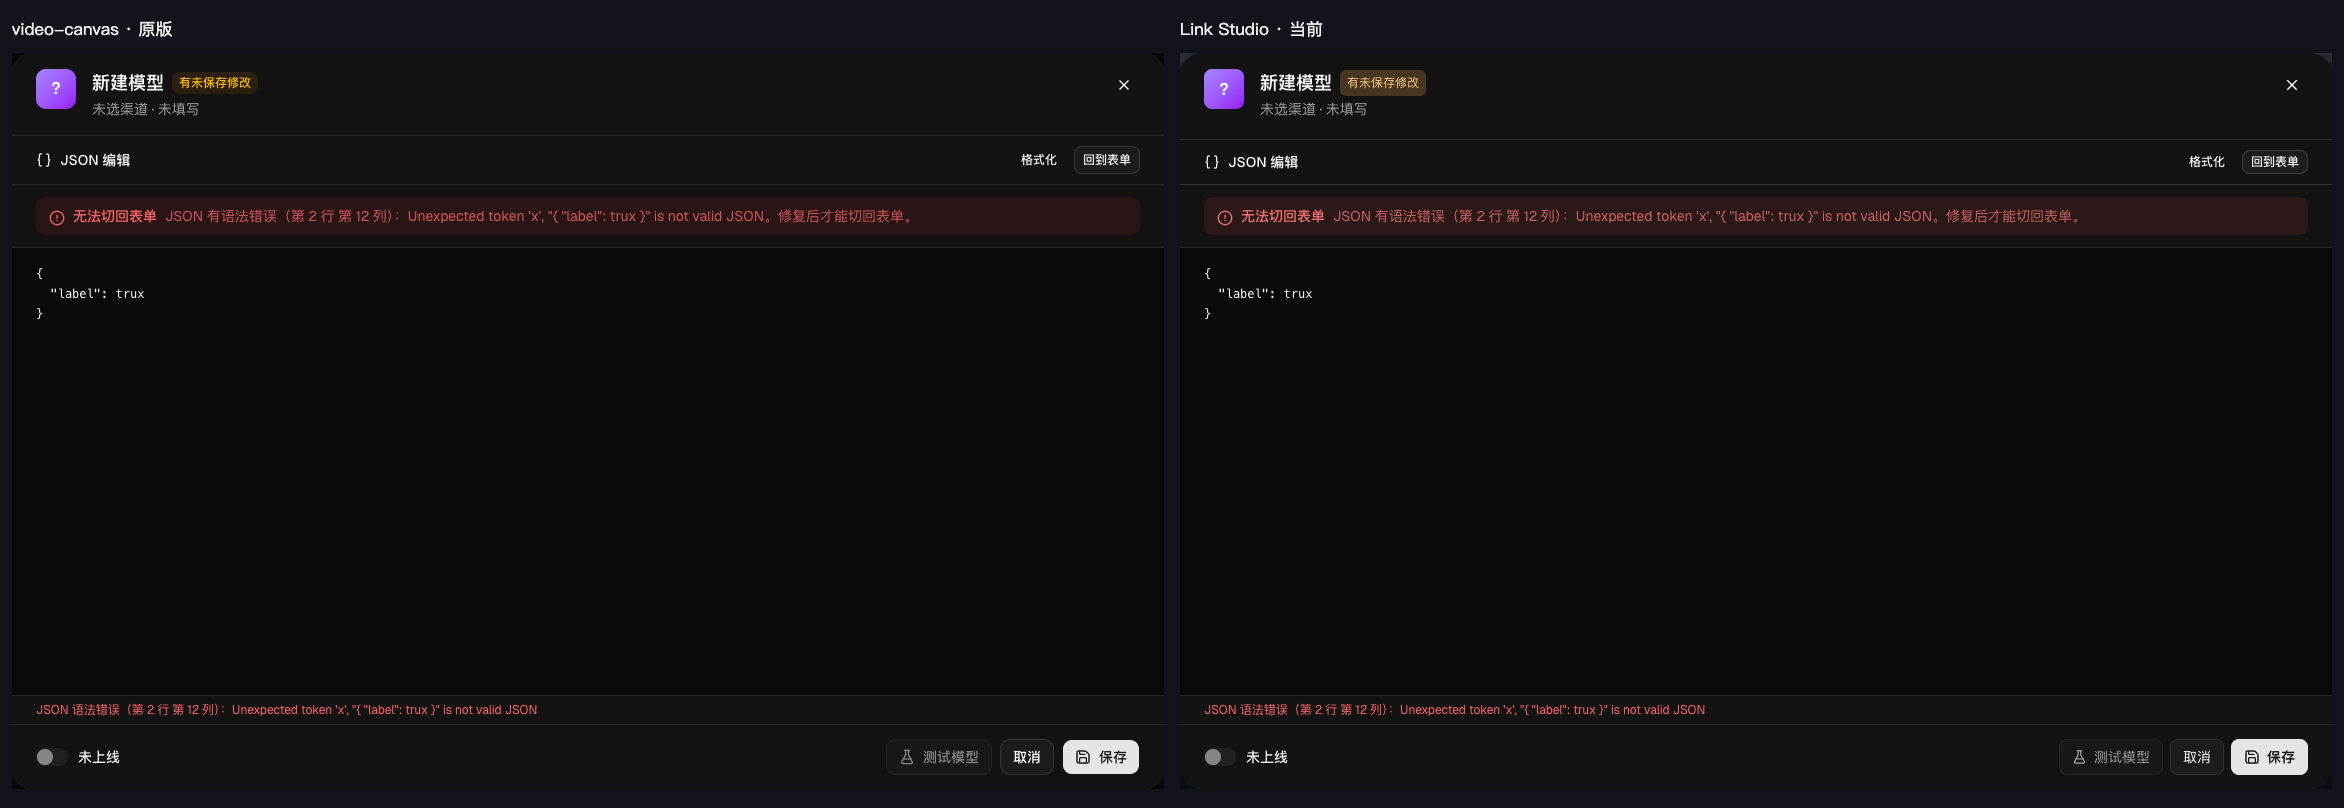 video-canvas · 原版
? 新建模型 有未保存修改
未选渠道 · 未填写
{} JSON 编辑 格式化 回到表单
无法切回表单 JSON 有语法错误（第 2 行 第 12 列）：Unexpected token 'x', "{ "label": trux }" is not valid JSON。修复后才能切回表单。
{
"label": trux
}
JSON 语法错误（第 2 行 第 12 列）：Unexpected token 'x', "{ "label": trux }" is not valid JSON
未上线 测试模型 取消 保存
Link Studio · 当前
? 新建模型 有未保存修改
未选渠道 · 未填写
{} JSON 编辑 格式化 回到表单
无法切回表单 JSON 有语法错误（第 2 行 第 12 列）：Unexpected token 'x', "{ "label": trux }" is not valid JSON。修复后才能切回表单。
{
"label": trux
}
JSON 语法错误（第 2 行 第 12 列）：Unexpected token 'x', "{ "label": trux }" is not valid JSON
未上线 测试模型 取消 保存